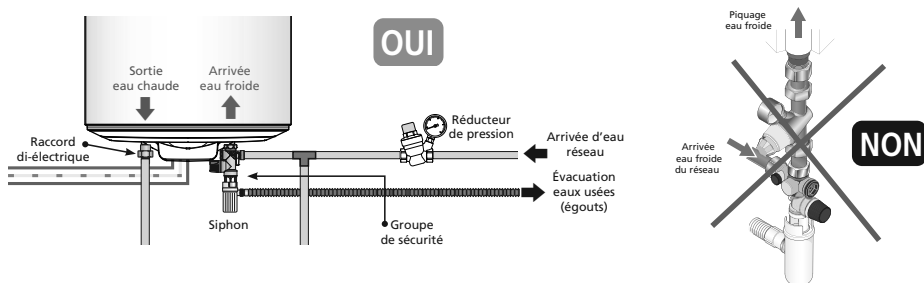 OUI
Sortie
eau chaude
Arrivée
eau froide
Raccord
di-électrique
Réducteur
de pression
Arrivée d’eau
réseau
Évacuation
eaux usées
(égouts)
Siphon
Groupe
de sécurité
Piquage
eau froide
Arrivée
eau froide
du réseau
NON